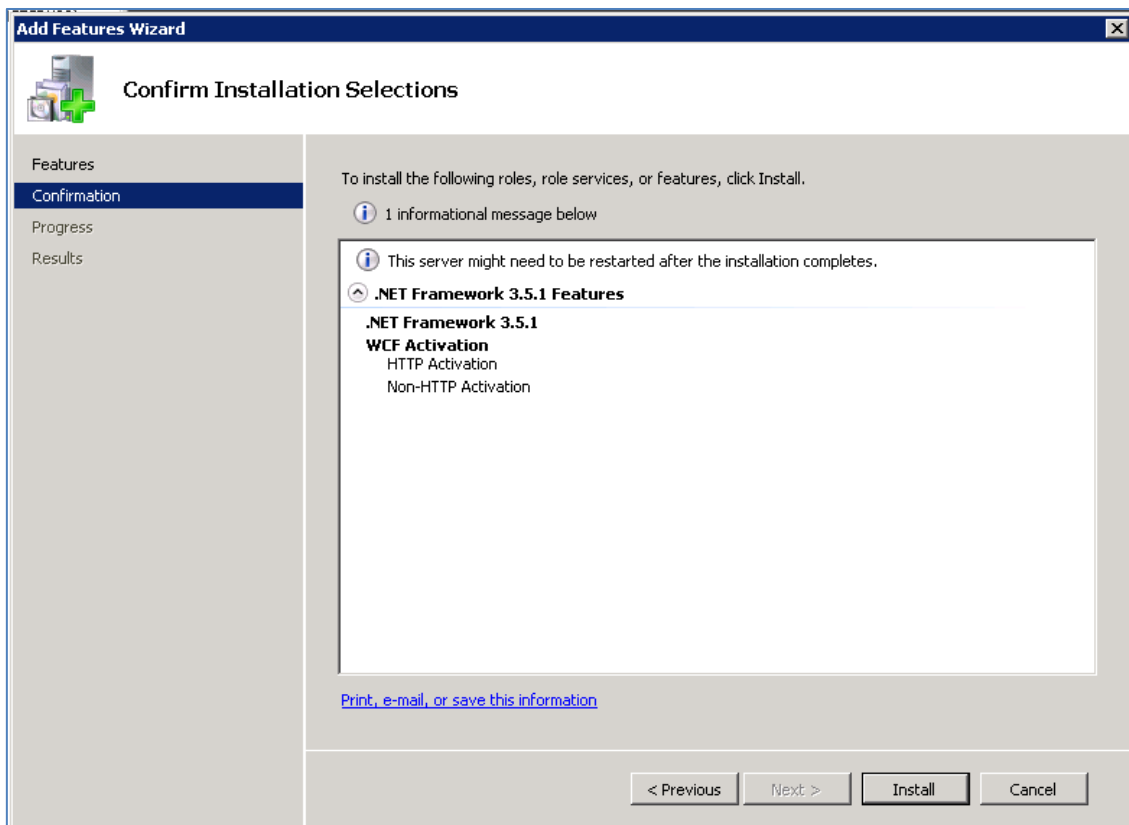 Add Features Wizard
Confirm Installation Selections
Features
Confirmation
Progress
Results
To install the following roles, role services, or features, click Install.
1 informational message below
This server might need to be restarted after the installation completes.
.NET Framework 3.5.1 Features
.NET Framework 3.5.1
WCF Activation
HTTP Activation
Non-HTTP Activation
Print, e-mail, or save this information
< Previous
Next >
Install
Cancel